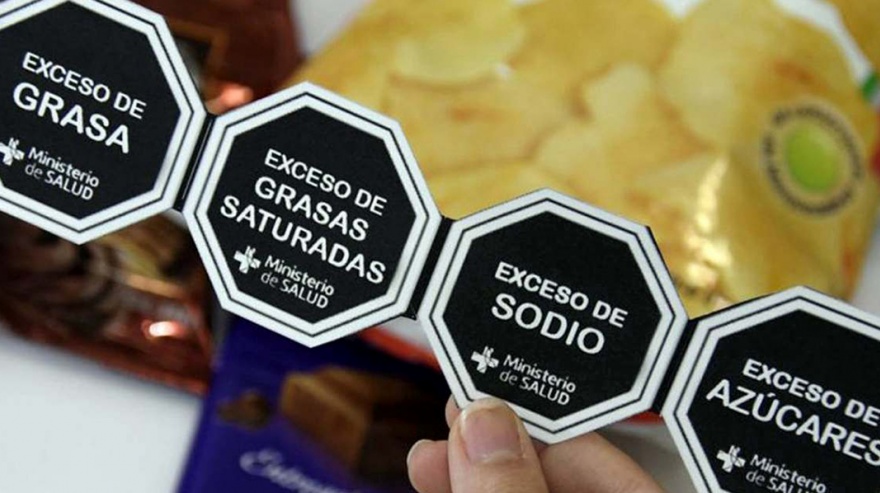 EXCESO DE
GRASA
Ministerio
de SALUD
EXCESO DE
GRASAS
SATURADAS
Ministerio
de SALUD
EXCESO DE
SODIO
Ministerio
de SALUD
EXCESO DE
AZÚCARES
Ministerio
de SALUD